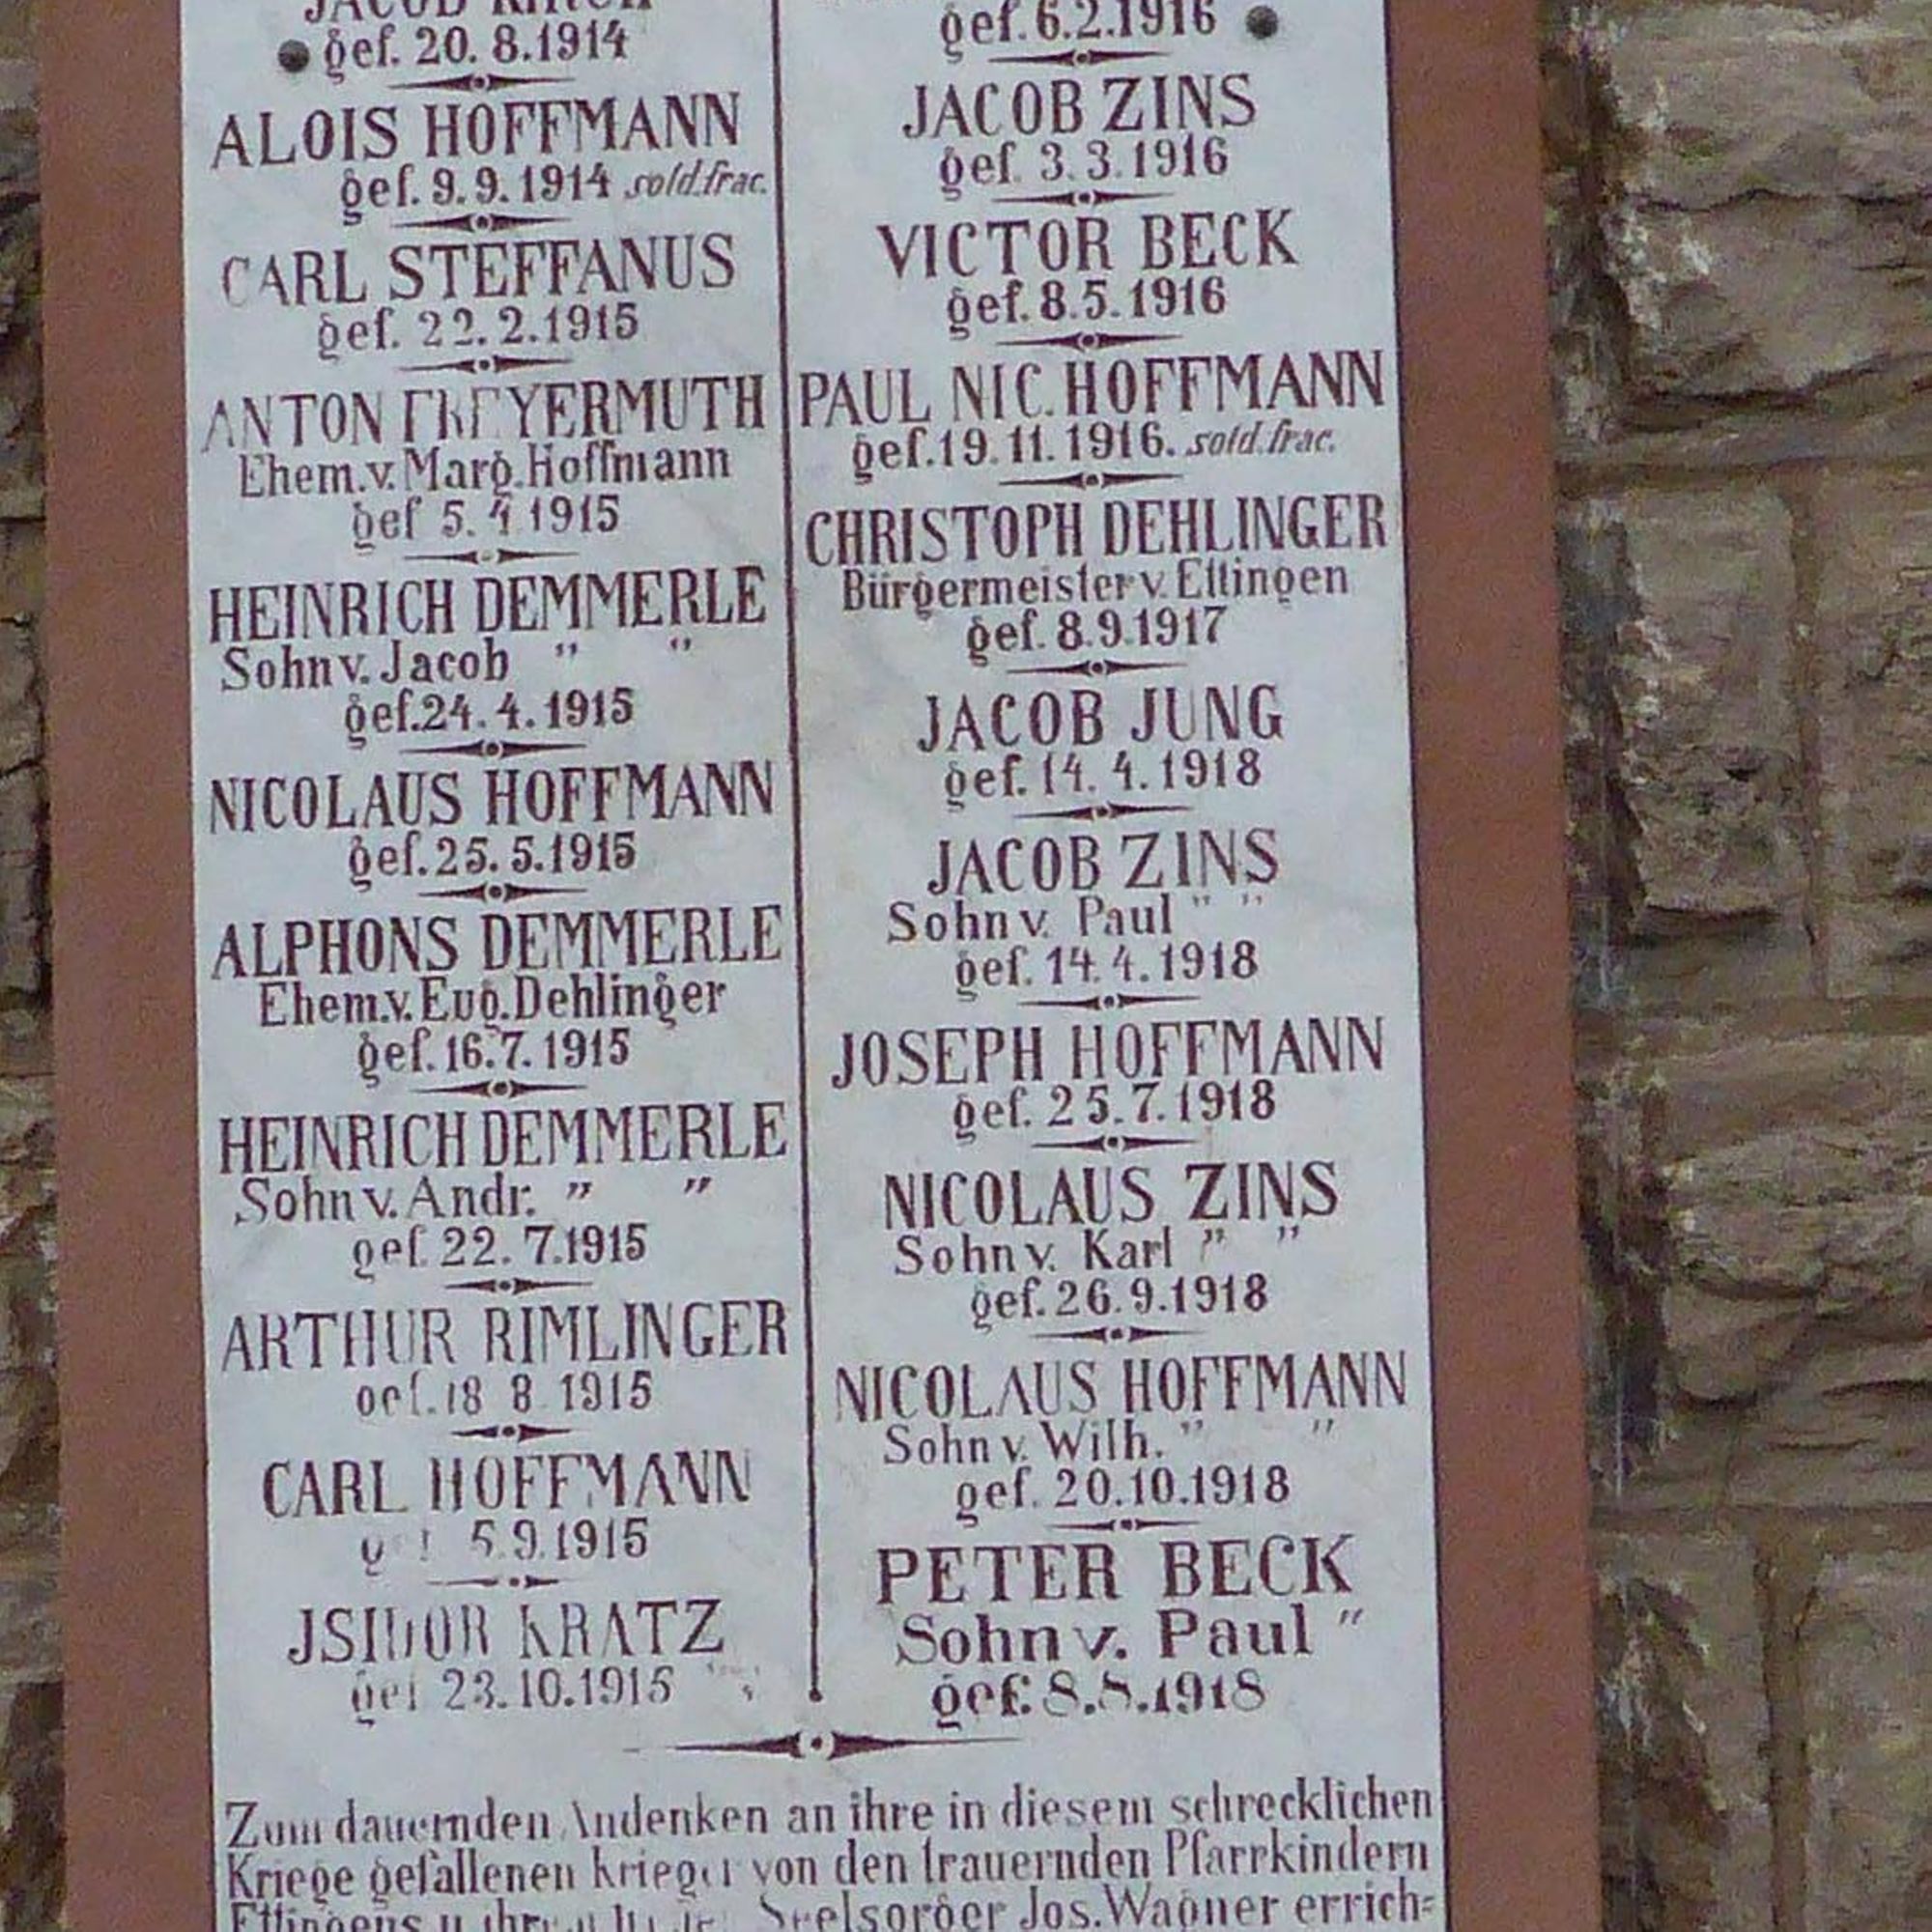 JACOB
gef. 20. 8. 1914
ALOIS HOFFMANN
gef. 9. 9. 1914 sold. frac.
CARL STEFFANUS
gef. 22. 2. 1915
ANTON FREYERMUTH
Ehem. v. Marg. Hoffmann
gef 5. 4 1915
HEINRICH DEMMERLE
Sohn v. Jacob " "
gef. 24. 4. 1915
NICOLAUS HOFFMANN
gef. 25. 5. 1915
ALPHONS DEMMERLE
Ehem. v. Eug. Dehlinger
gef. 16. 7. 1915
HEINRICH DEMMERLE
Sohn v. Andr. " "
gef. 22. 7. 1915
ARTHUR RIMLINGER
gef. 18 8 1915
CARL HOFFMANN
5. 9. 1915
JSIDOR KRATZ
gef 23. 10. 1915
gef. 6. 2. 1916
JACOB ZINS
gef. 3. 3. 1916
VICTOR BECK
gef. 8. 5. 1916
PAUL NIC. HOFFMANN
gef. 19. 11. 1916. sold. frac.
CHRISTOPH DEHLINGER
Bürgermeister v. Ettingen
gef. 8. 9. 1917
JACOB JUNG
gef. 14. 4. 1918
JACOB ZINS
Sohn v. Paul " "
gef. 14. 4. 1918
JOSEPH HOFFMANN
gef. 25. 7. 1918
NICOLAUS ZINS
Sohn v. Karl " "
gef. 26. 9. 1918
NICOLAUS HOFFMANN
Sohn v. Wilh. " "
gef. 20. 10. 1918
PETER BECK
Sohn v. Paul "
gef. 8. 8. 1918
Zum dauernden Andenken an ihre in diesem schrecklichen
Kriege gefallenen Krieger von den trauernden Pfarrkindern
Ettingens u. Seelsorger Jos. Wagner errich=